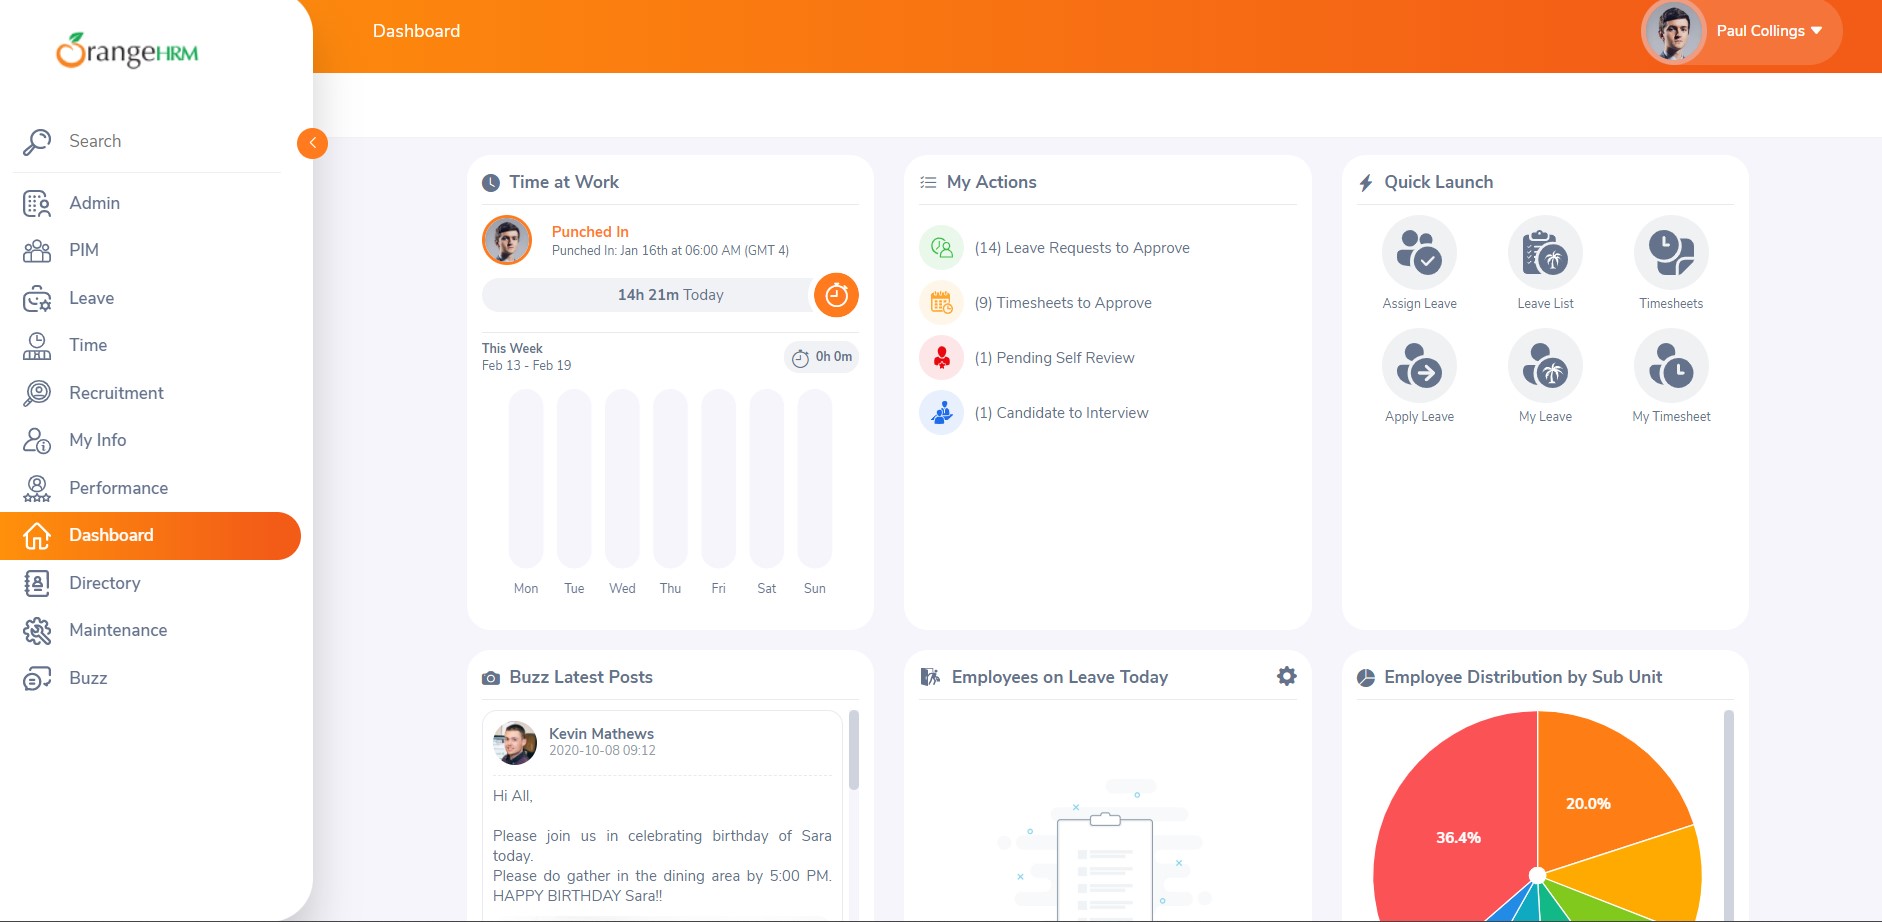 OrangeHRM
Dashboard
Paul Collings
Search
Admin
PIM
Leave
Time
Recruitment
My Info
Performance
Dashboard
Directory
Maintenance
Buzz
Time at Work
Punched In
Punched In: Jan 16th at 06:00 AM (GMT 4)
14h 21m Today
This Week
Feb 13 - Feb 19
0h 0m
Mon Tue Wed Thu Fri Sat Sun
My Actions
(14) Leave Requests to Approve
(9) Timesheets to Approve
(1) Pending Self Review
(1) Candidate to Interview
Quick Launch
Assign Leave
Leave List
Timesheets
Apply Leave
My Leave
My Timesheet
Buzz Latest Posts
Kevin Mathews
2020-10-08 09:12
Hi All,
Please join us in celebrating birthday of Sara
today.
Please do gather in the dining area by 5:00 PM.
HAPPY BIRTHDAY Sara!!
Employees on Leave Today
Employee Distribution by Sub Unit
20.0%
36.4%